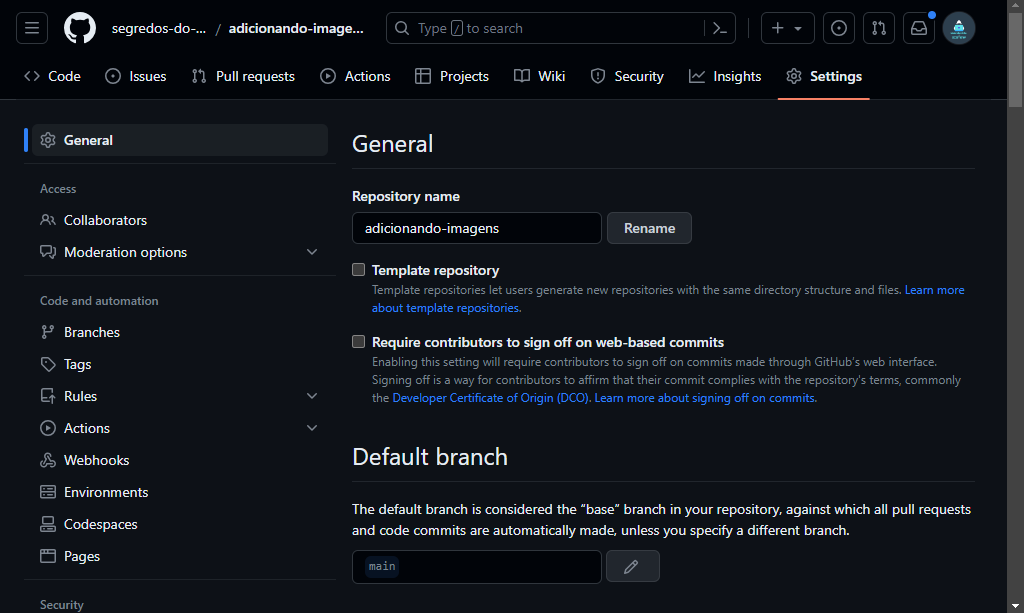 segredos-do-... / adicionando-image...
Type / to search
Code Issues Pull requests Actions Projects Wiki Security Insights Settings
General
Access
Collaborators
Moderation options
Code and automation
Branches
Tags
Rules
Actions
Webhooks
Environments
Codespaces
Pages
Security
General
Repository name
adicionando-imagens Rename
Template repository
Template repositories let users generate new repositories with the same directory structure and files. Learn more
about template repositories.
Require contributors to sign off on web-based commits
Enabling this setting will require contributors to sign off on commits made through GitHub's web interface.
Signing off is a way for contributors to affirm that their commit complies with the repository's terms, commonly
the Developer Certificate of Origin (DCO). Learn more about signing off on commits.
Default branch
The default branch is considered the “base” branch in your repository, against which all pull requests
and code commits are automatically made, unless you specify a different branch.
main